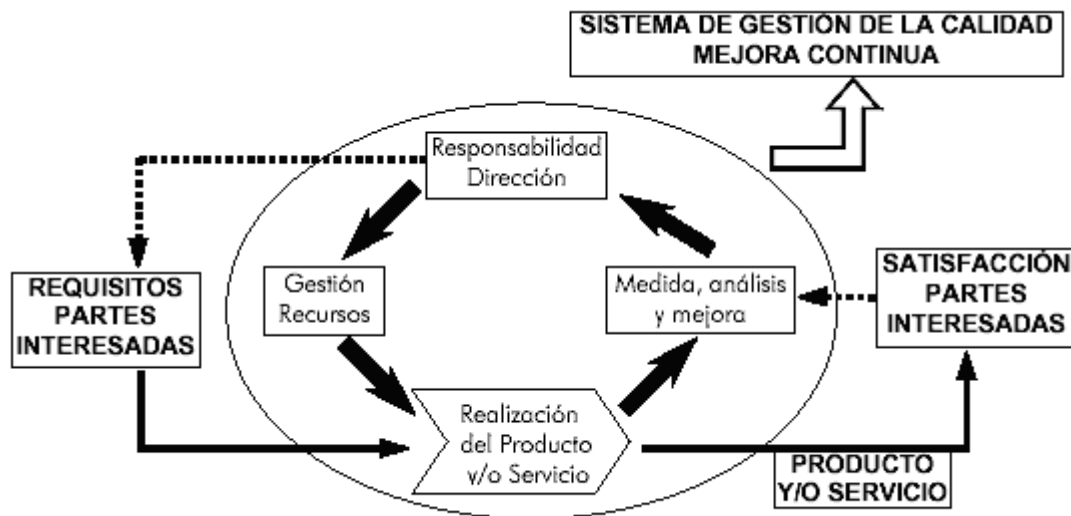 SISTEMA DE GESTIÓN DE LA CALIDAD
MEJORA CONTINUA
Responsabilidad
Dirección
REQUISITOS
PARTES
INTERESADAS
Gestión
Recursos
Medida, análisis
y mejora
SATISFACCIÓN
PARTES
INTERESADAS
Realización
del Producto
y/o Servicio
PRODUCTO
Y/O SERVICIO